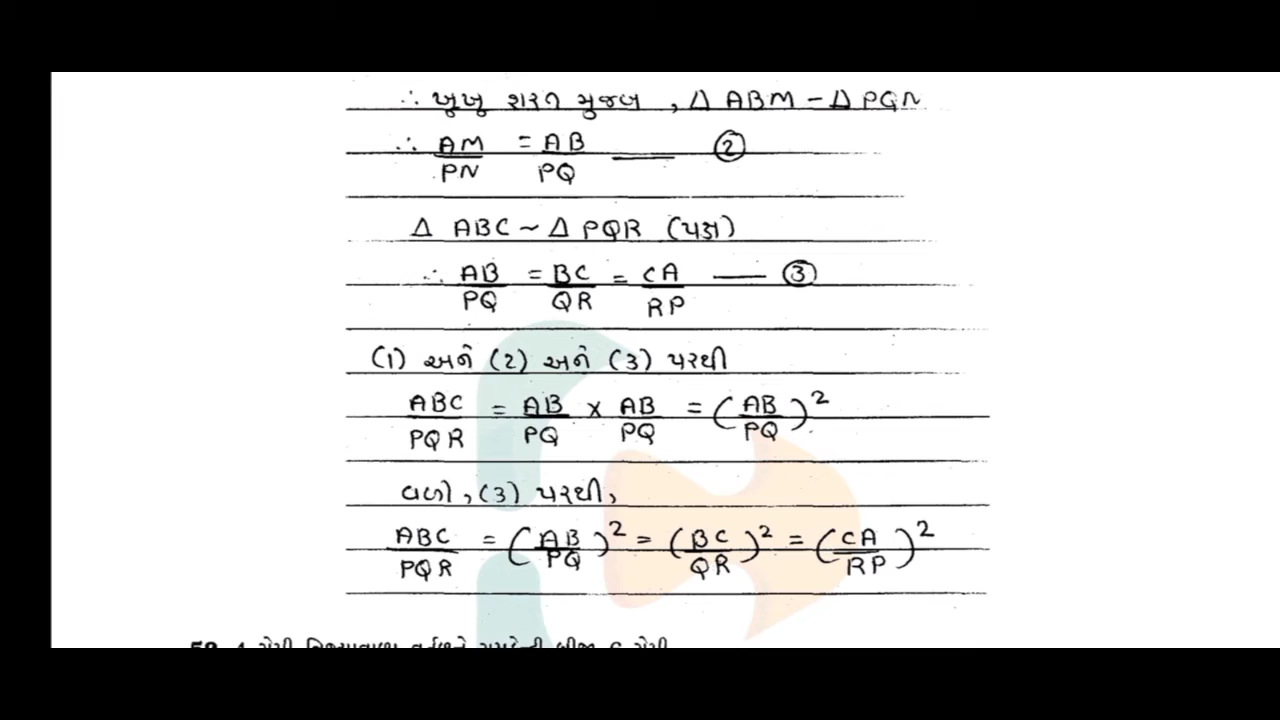 ∴ ખૂખૂ શરત મુજબ , Δ ABM - Δ PQN
∴ AM/PN = AB/PQ —— ②
Δ ABC ~ Δ PQR (પક્ષ)
∴ AB/PQ = BC/QR = CA/RP —— ③
(1) અને (2) અને (3) પરથી
ABC/PQR = AB/PQ × AB/PQ = (AB/PQ)²
વળી , (3) પરથી,
ABC/PQR = (AB/PQ)² = (BC/QR)² = (CA/RP)²